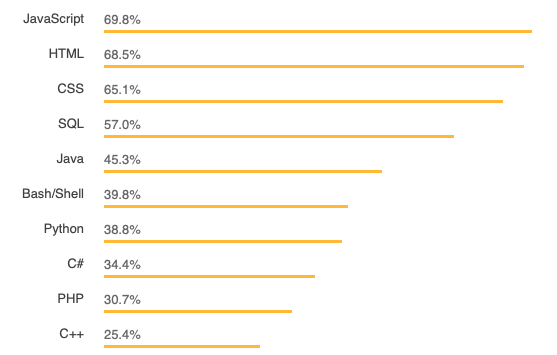 JavaScript 69.8%
HTML 68.5%
CSS 65.1%
SQL 57.0%
Java 45.3%
Bash/Shell 39.8%
Python 38.8%
C# 34.4%
PHP 30.7%
C++ 25.4%